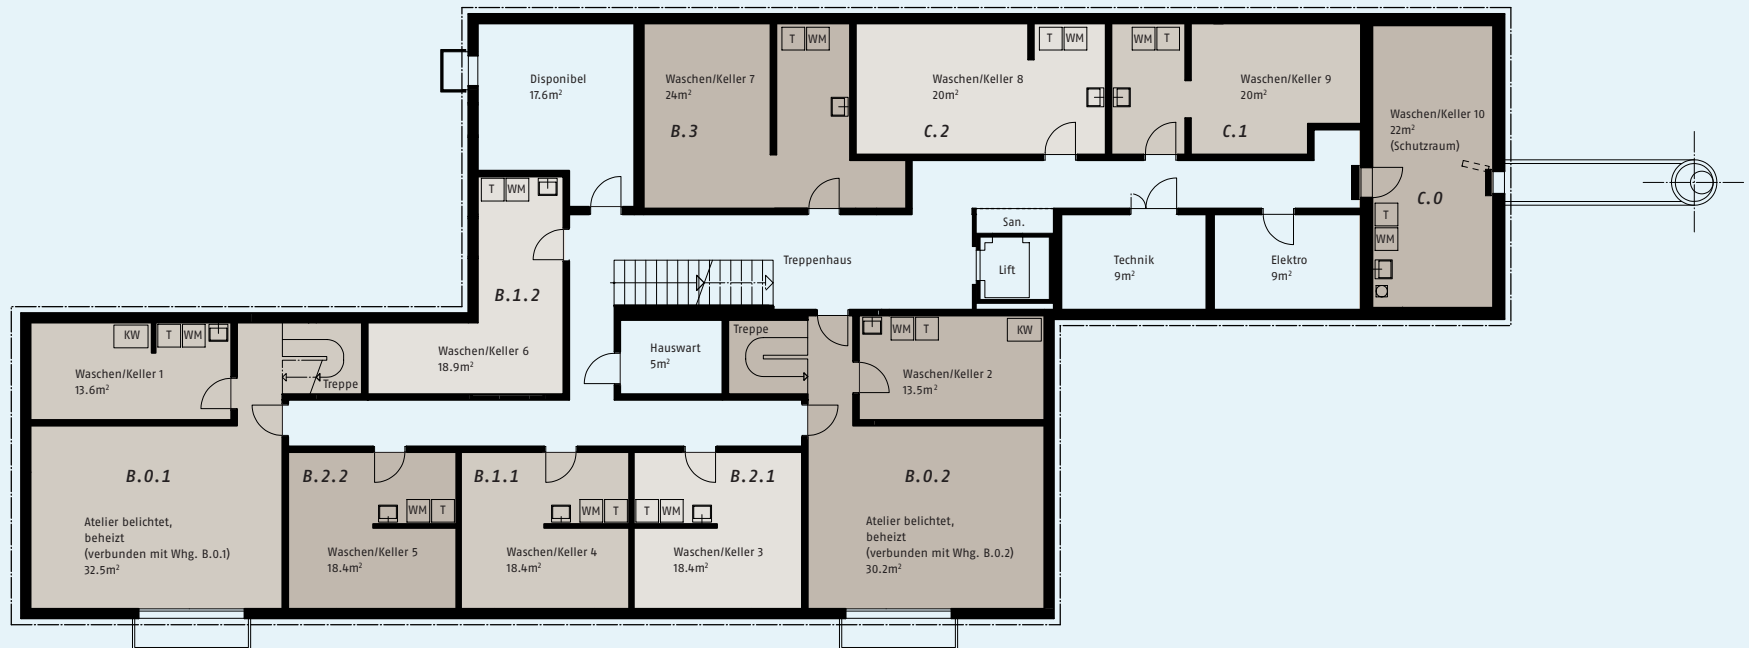 Disponibel
17.6m²
Waschen/Keller 7
24m²
B.3
T WM
Waschen/Keller 8
20m²
C.2
T WM
WM T
Waschen/Keller 9
20m²
C.1
Waschen/Keller 10
22m²
(Schutzraum)
C.0
T
WM
T WM
B.1.2
Waschen/Keller 6
18.9m²
Treppenhaus
San.
Lift
Technik
9m²
Elektro
9m²
KW T WM
Waschen/Keller 1
13.6m²
Treppe
Hauswart
5m²
Treppe
WM T KW
Waschen/Keller 2
13.5m²
B.0.1
Atelier belichtet,
beheizt
(verbunden mit Whg. B.0.1)
32.5m²
B.2.2
WM T
Waschen/Keller 5
18.4m²
B.1.1
WM T
Waschen/Keller 4
18.4m²
B.2.1
T WM
Waschen/Keller 3
18.4m²
B.0.2
Atelier belichtet,
beheizt
(verbunden mit Whg. B.0.2)
30.2m²